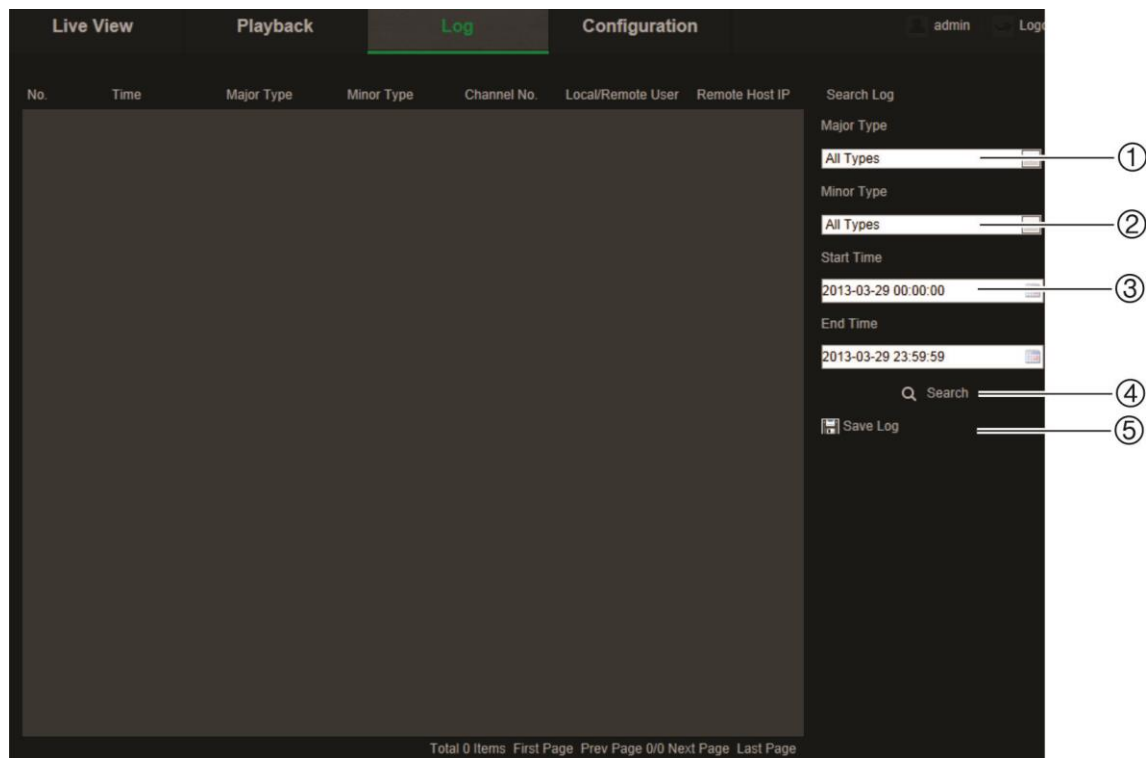 Live View Playback Log Configuration admin
No. Time Major Type Minor Type Channel No. Local/Remote User Remote Host IP Search Log
Major Type
All Types ①
Minor Type
All Types ②
Start Time
2013-03-29 00:00:00 ③
End Time
2013-03-29 23:59:59
Search ④
Save Log ⑤
Total 0 Items First Page Prev Page 0/0 Next Page Last Page